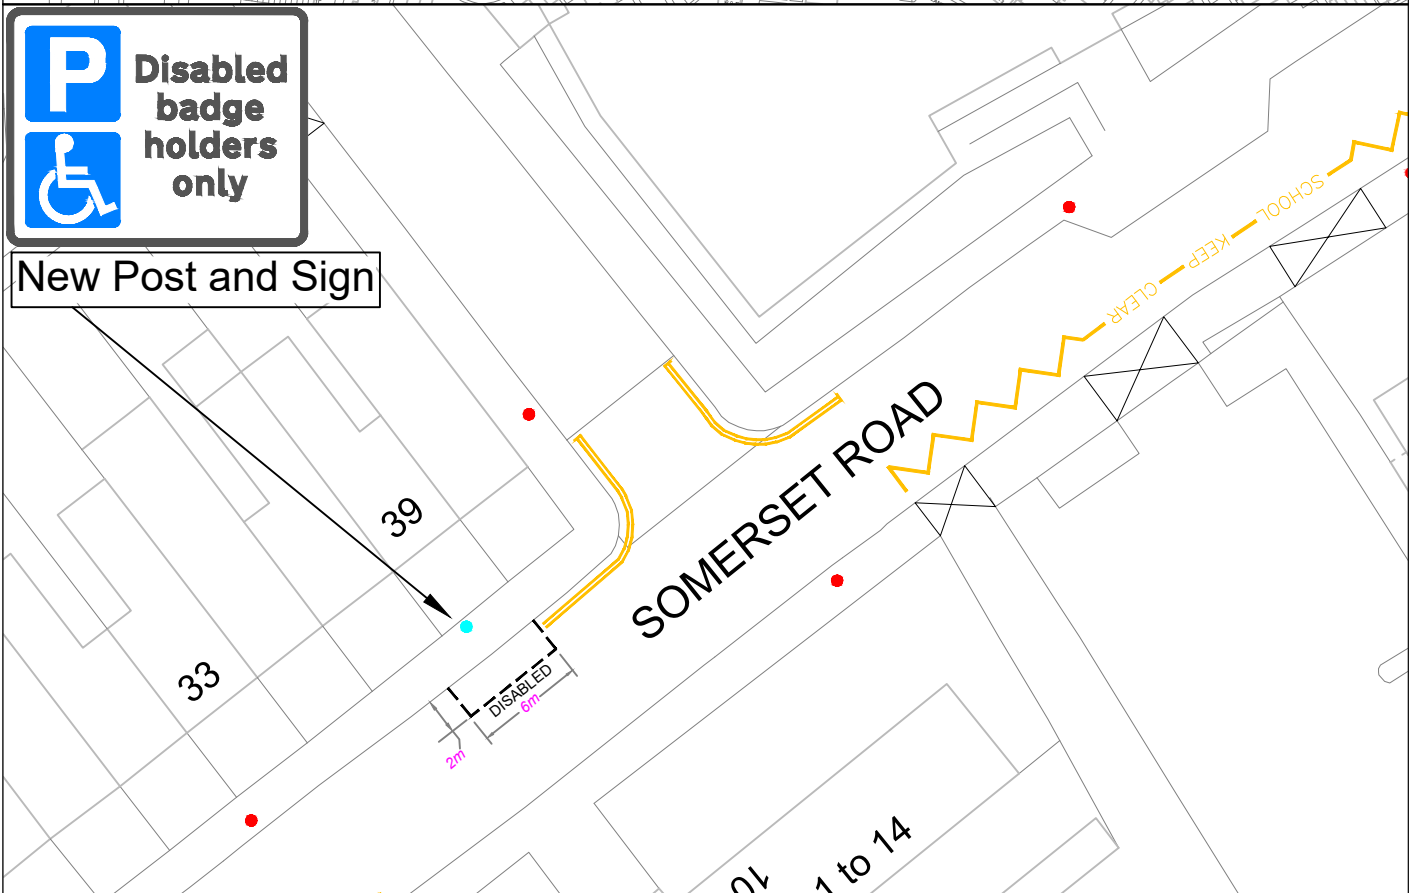 P
Disabled
badge
holders
only
New Post and Sign
SCHOOL
KEEP
CLEAR
SOMERSET ROAD
39
33
DISABLED
6m
2m
1 to 14
10